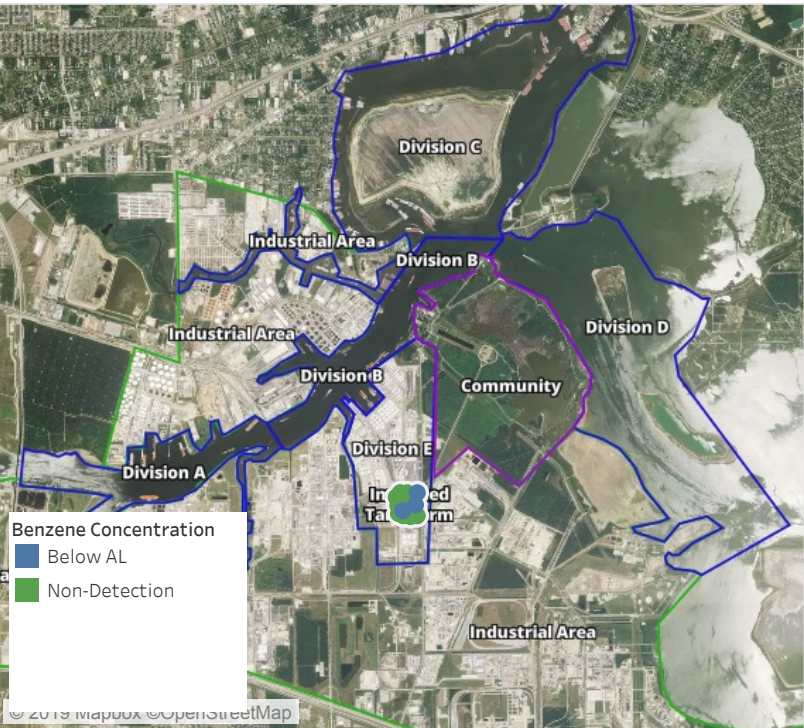 Division C
Industrial Area
Division B
Division D
Industrial Area
Division B
Community
Division E
Division A
Benzene Concentration
Below AL
Non-Detection
Industrial Area
© 2019 Mapbox ©OpenStreetMap